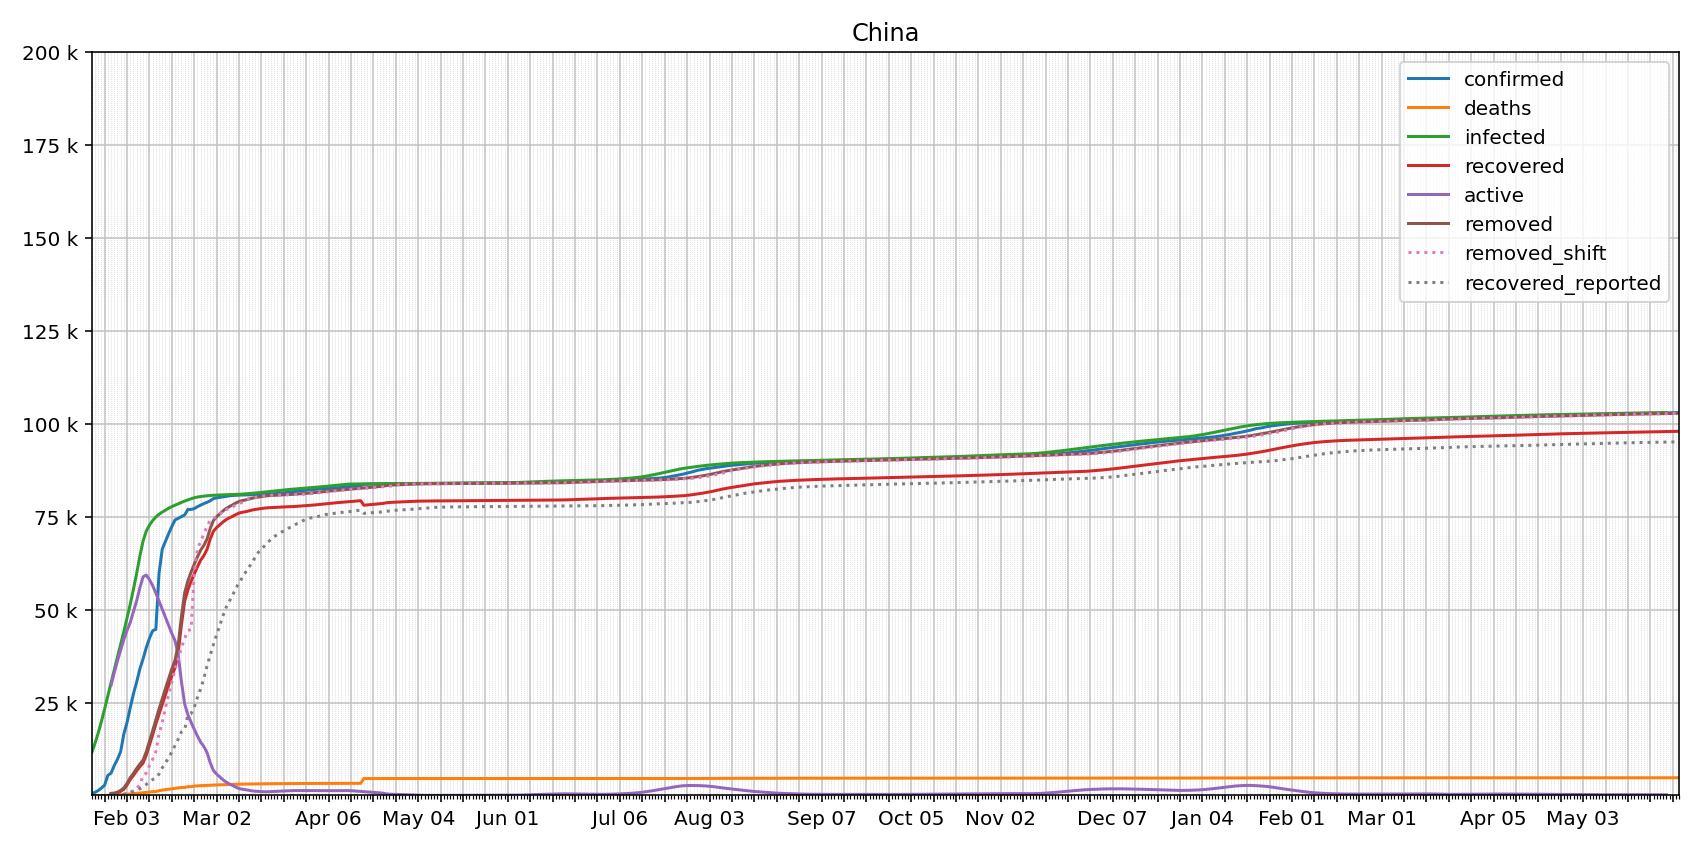 China
200 k
175 k
150 k
125 k
100 k
75 k
50 k
25 k
confirmed
deaths
infected
recovered
active
removed
removed_shift
recovered_reported
Feb 03 Mar 02 Apr 06 May 04 Jun 01 Jul 06 Aug 03 Sep 07 Oct 05 Nov 02 Dec 07 Jan 04 Feb 01 Mar 01 Apr 05 May 03